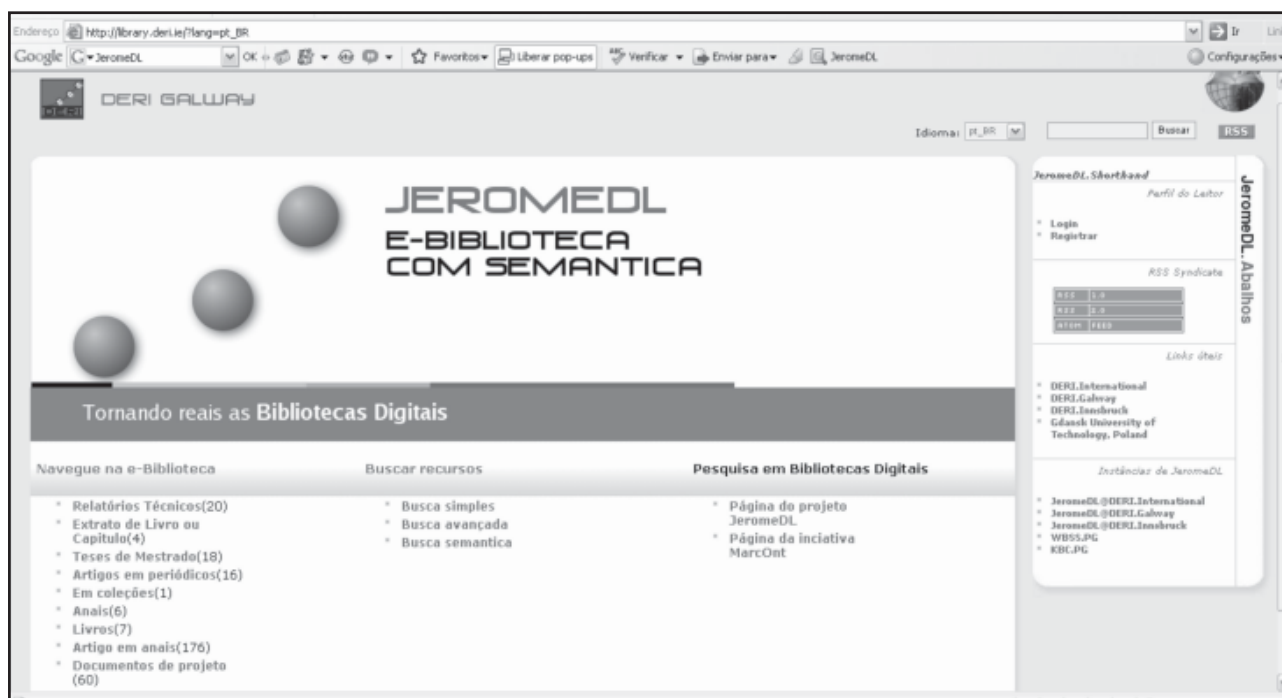 Endereço http://library.deri.ie/?lang=pt_BR Ir
Google JeromeDL OK Favoritos Liberar pop-ups Verificar Enviar para JeromeDL Configurações
DERI
DERI GALWAY
Idioma: pt_BR Buscar RSS
JEROMEDL
E-BIBLIOTECA
COM SEMANTICA
Tornando reais as Bibliotecas Digitais
Navegue na e-Biblioteca
Relatórios Técnicos(20)
Extrato de Livro ou
Capitulo(4)
Teses de Mestrado(18)
Artigos em periódicos(16)
Em coleções(1)
Anais(6)
Livros(7)
Artigo em anais(176)
Documentos de projeto
(60)
Buscar recursos
Busca simples
Busca avançada
Busca semantica
Pesquisa em Bibliotecas Digitais
Página do projeto
JeromeDL
Página da inciativa
MarcOnt
JeromeDL.Shorthand
Perfil do Leitor
Login
Registrar
RSS Syndicate
RSS 1.0
RSS 2.0
ATOM FEED
Links úteis
DERI.International
DERI.Galway
DERI.Innsbruck
Gdansk University of
Technology, Poland
Instâncias de JeromeDL
JeromeDL@DERI.International
JeromeDL@DERI.Galway
JeromeDL@DERI.Innsbruck
WBSS.PG
KBC.PG
JeromeDL. Abalhos